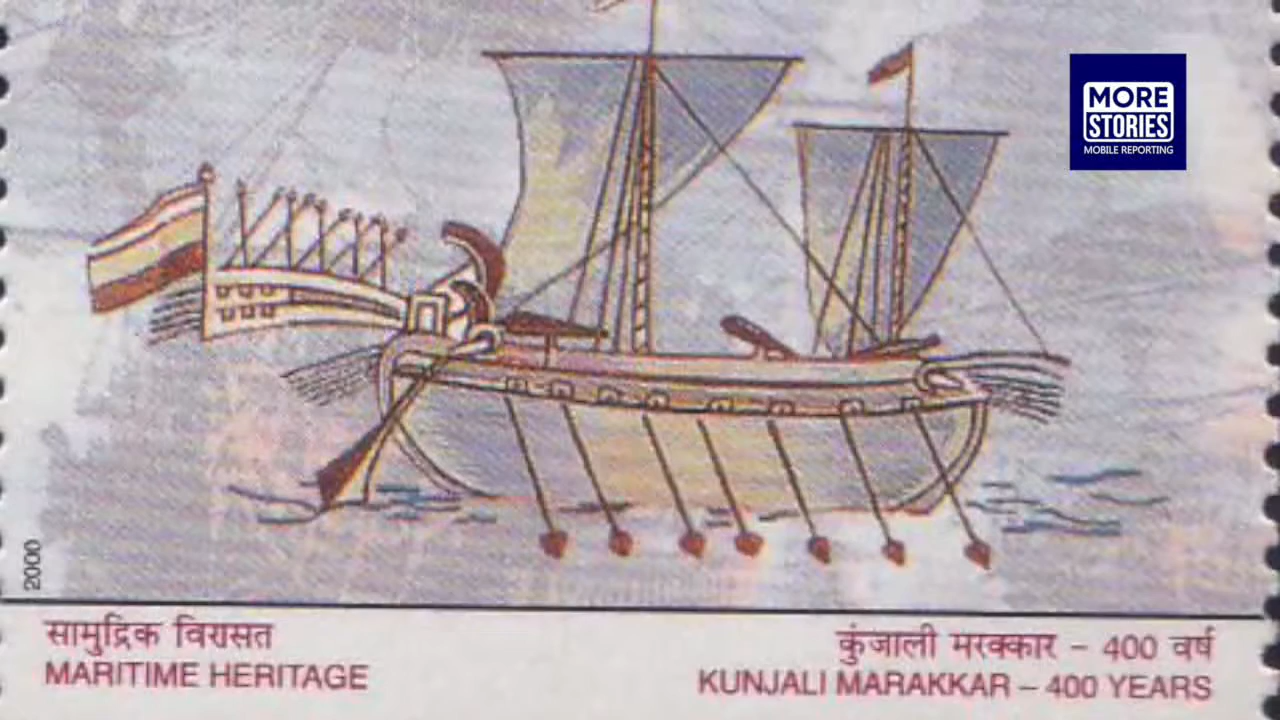 MORE
STORIES
MOBILE REPORTING
2000
सामुद्रिक विरासत
MARITIME HERITAGE
कुंजाली मरक्कार – 400 वर्ष
KUNJALI MARAKKAR – 400 YEARS